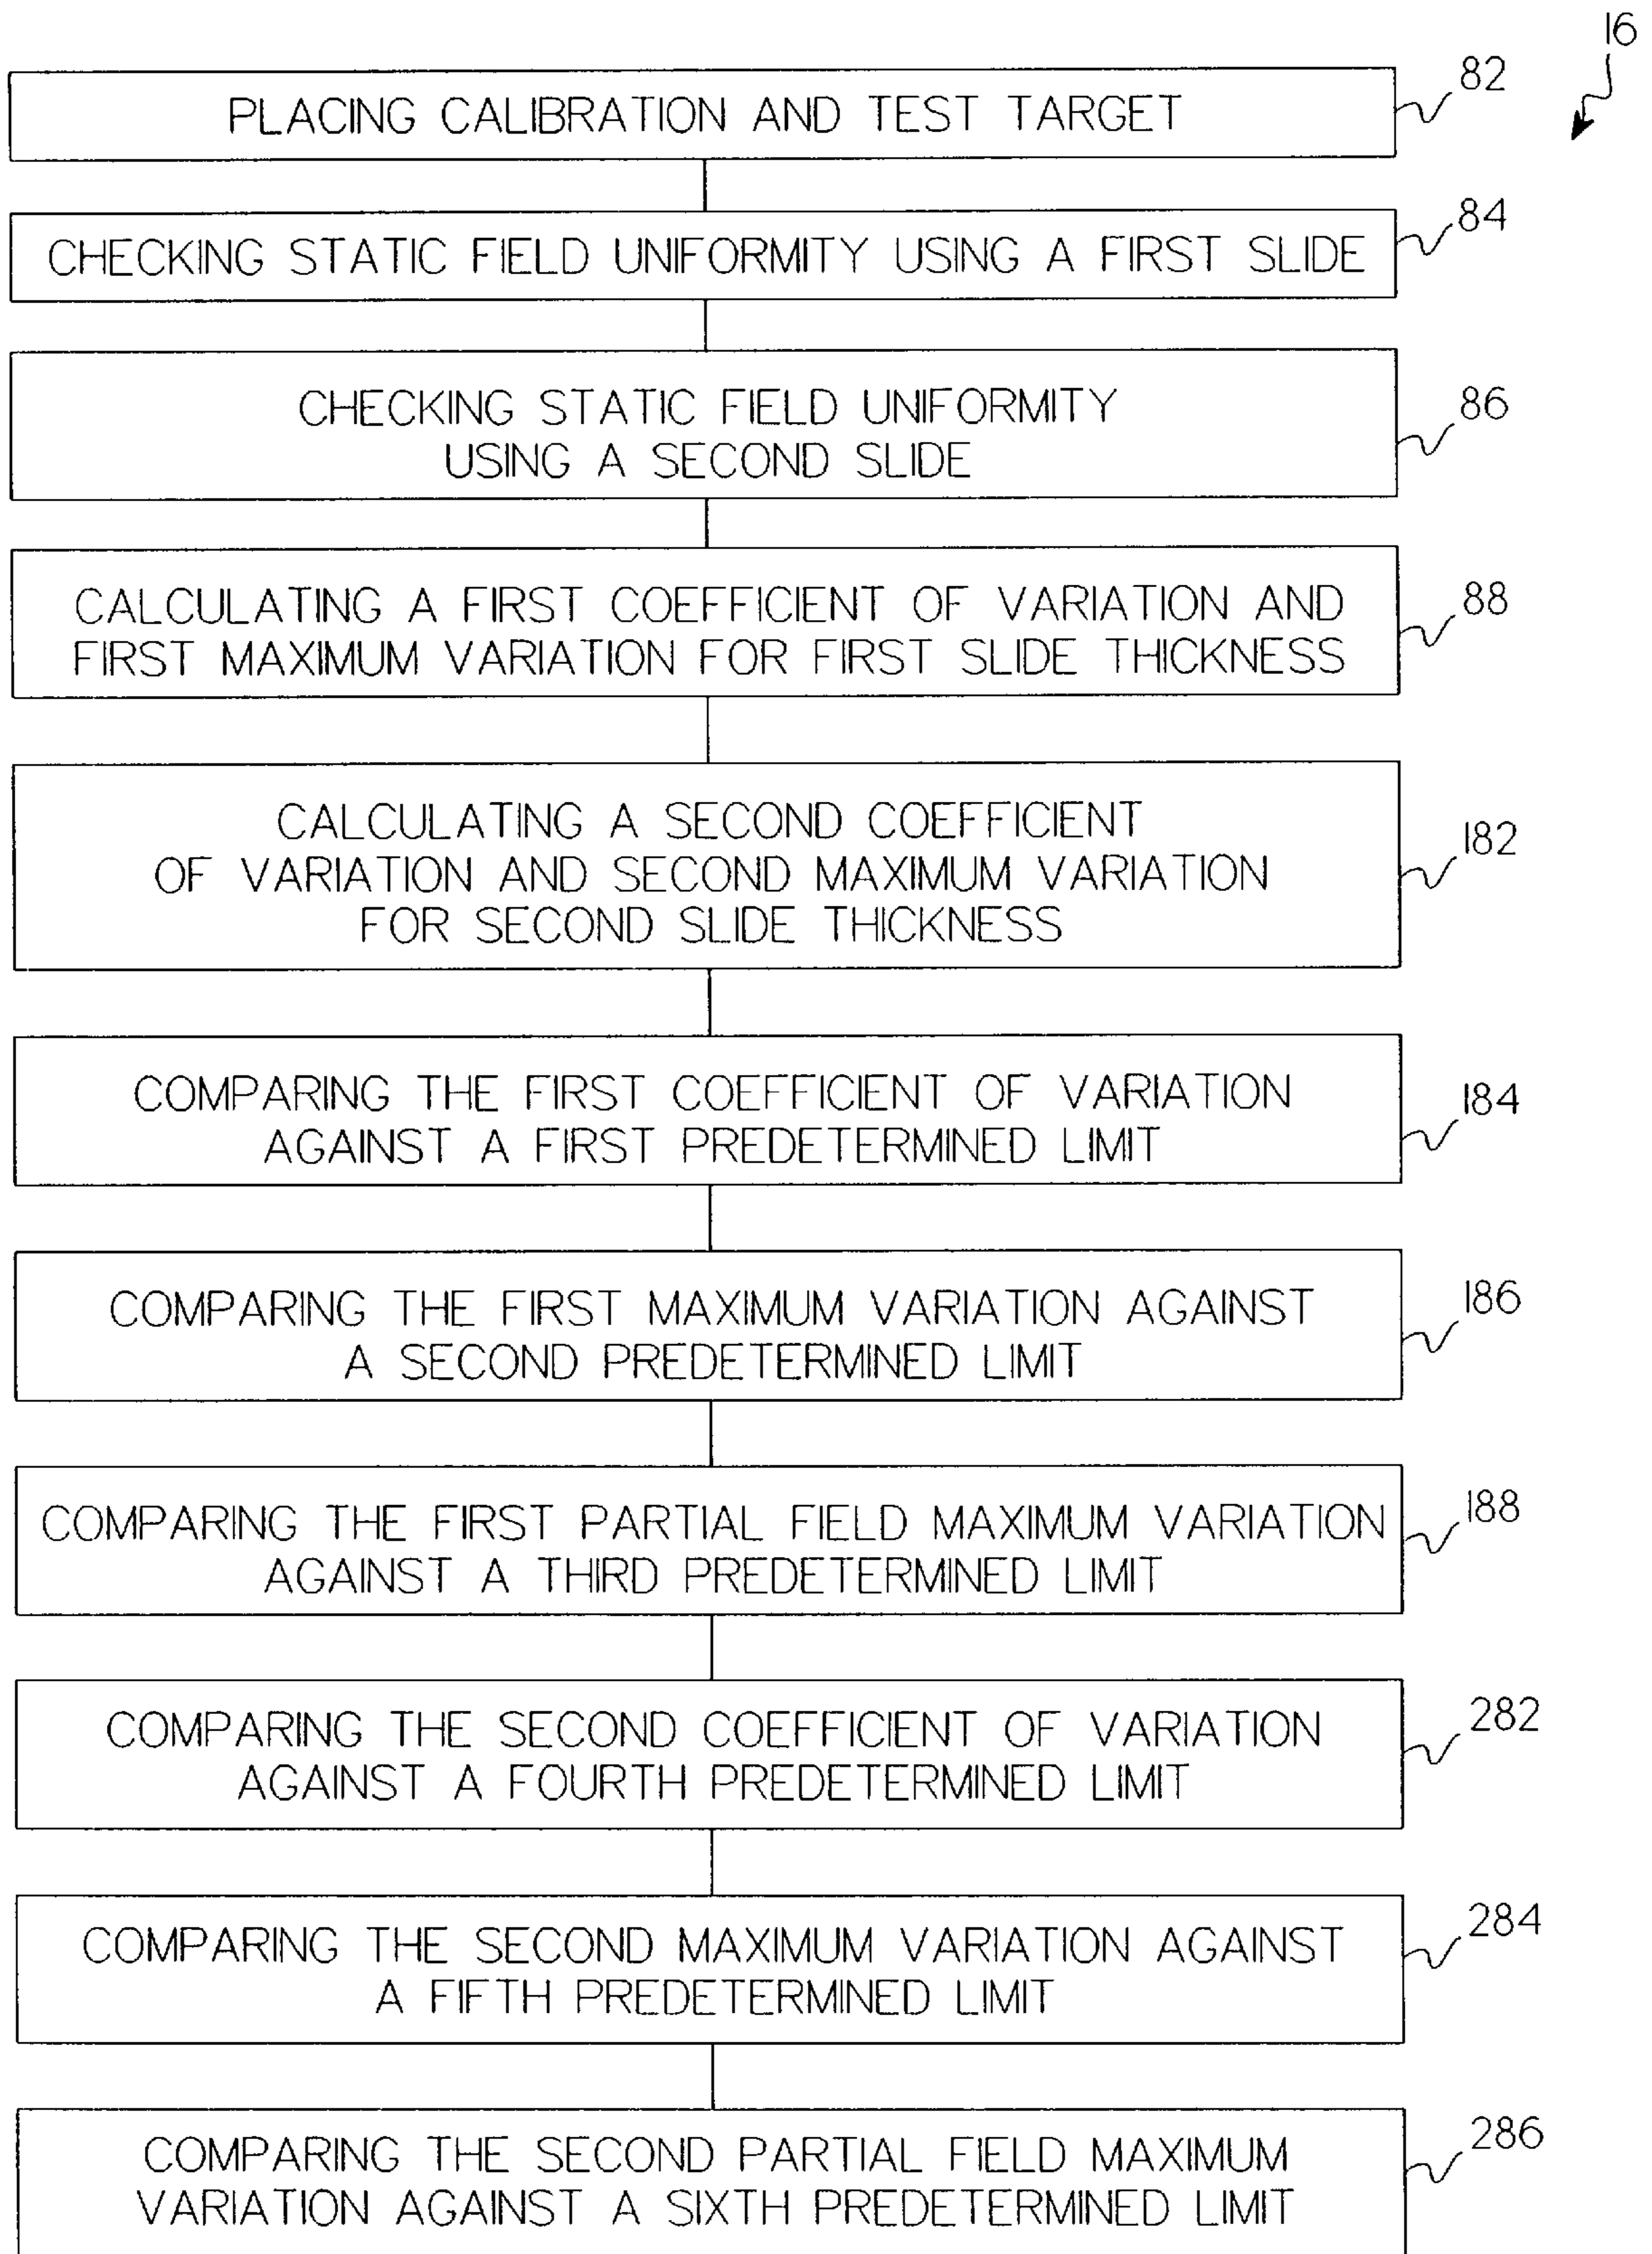 16
PLACING CALIBRATION AND TEST TARGET
82
CHECKING STATIC FIELD UNIFORMITY USING A FIRST SLIDE
84
CHECKING STATIC FIELD UNIFORMITY
USING A SECOND SLIDE
86
CALCULATING A FIRST COEFFICIENT OF VARIATION AND
FIRST MAXIMUM VARIATION FOR FIRST SLIDE THICKNESS
88
CALCULATING A SECOND COEFFICIENT
OF VARIATION AND SECOND MAXIMUM VARIATION
FOR SECOND SLIDE THICKNESS
182
COMPARING THE FIRST COEFFICIENT OF VARIATION
AGAINST A FIRST PREDETERMINED LIMIT
184
COMPARING THE FIRST MAXIMUM VARIATION AGAINST
A SECOND PREDETERMINED LIMIT
186
COMPARING THE FIRST PARTIAL FIELD MAXIMUM VARIATION
AGAINST A THIRD PREDETERMINED LIMIT
188
COMPARING THE SECOND COEFFICIENT OF VARIATION
AGAINST A FOURTH PREDETERMINED LIMIT
282
COMPARING THE SECOND MAXIMUM VARIATION AGAINST
A FIFTH PREDETERMINED LIMIT
284
COMPARING THE SECOND PARTIAL FIELD MAXIMUM
VARIATION AGAINST A SIXTH PREDETERMINED LIMIT
286